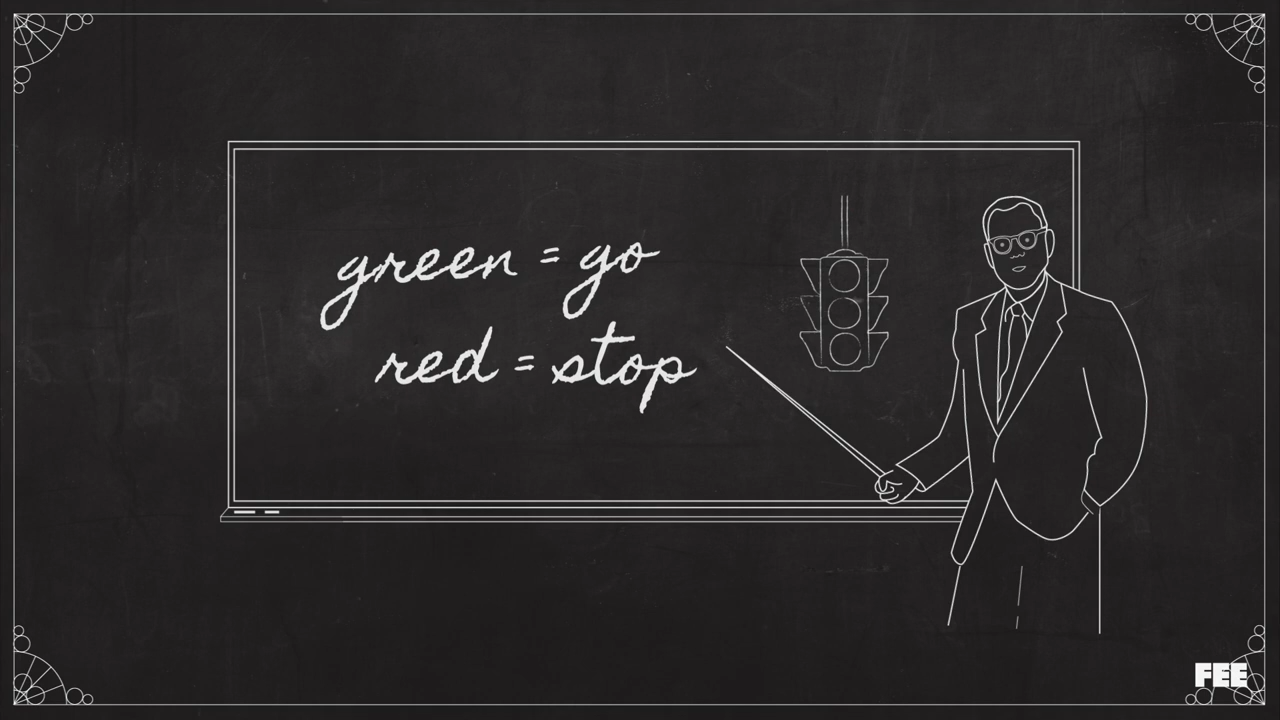 green = go
red = stop
FEE